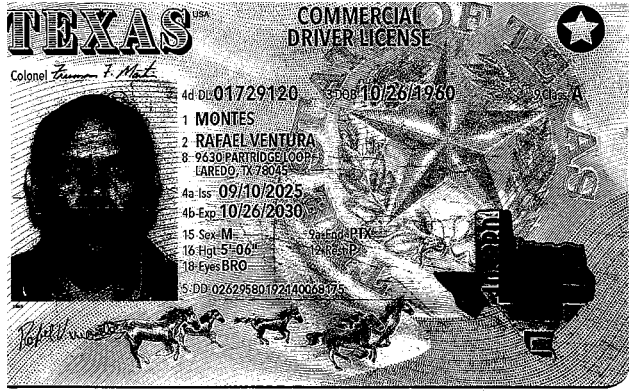 TEXAS USA
COMMERCIAL
DRIVER LICENSE
Colonel
4d DL 01729120 3 DOB 10/26/1960 9 Class A
1 MONTES
2 RAFAEL VENTURA
8 9630 PARTRIDGE LOOP
LAREDO, TX 78045
4a Iss 09/10/2025
4b Exp 10/26/2030
15 Sex M 9a End PTX
16 Hgt 5'-06" 12 Rest P
18 Eyes BRO
5 DD 02629580192140068175